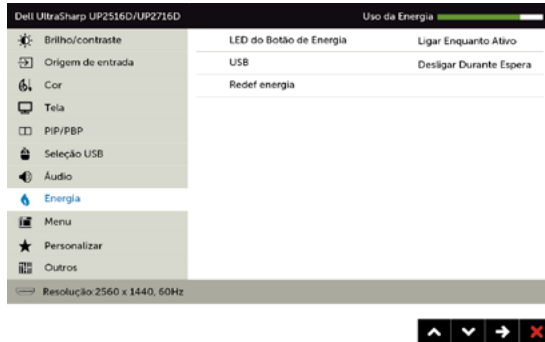 Dell UltraSharp UP2516D/UP2716D
Uso da Energia
Brilho/contraste
LED do Botão de Energia
Ligar Enquanto Ativo
Origem de entrada
USB
Desligar Durante Espera
Cor
Redef energia
Tela
PIP/PBP
Seleção USB
Áudio
Energia
Menu
Personalizar
Outros
Resolução:2560 x 1440, 60Hz